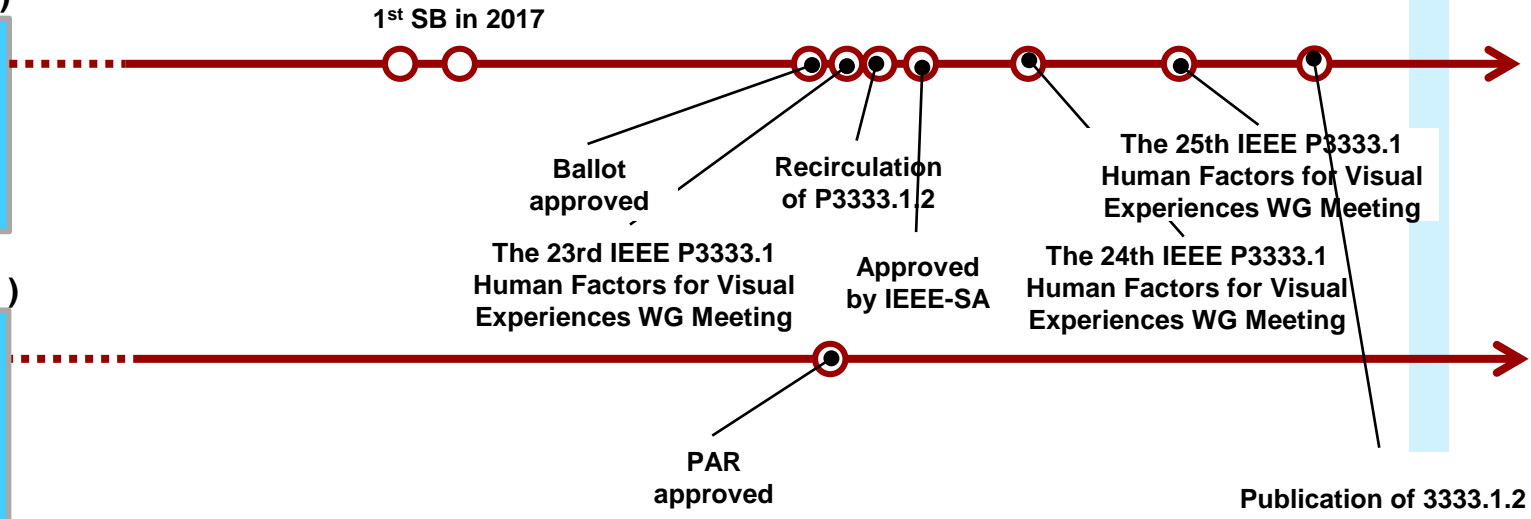 )
1st SB in 2017
Ballot
approved
The 23rd IEEE P3333.1
Human Factors for Visual
Experiences WG Meeting
Recirculation
of P3333.1.2
Approved
by IEEE-SA
The 25th IEEE P3333.1
Human Factors for Visual
Experiences WG Meeting
The 24th IEEE P3333.1
Human Factors for Visual
Experiences WG Meeting
)
PAR
approved
Publication of 3333.1.2